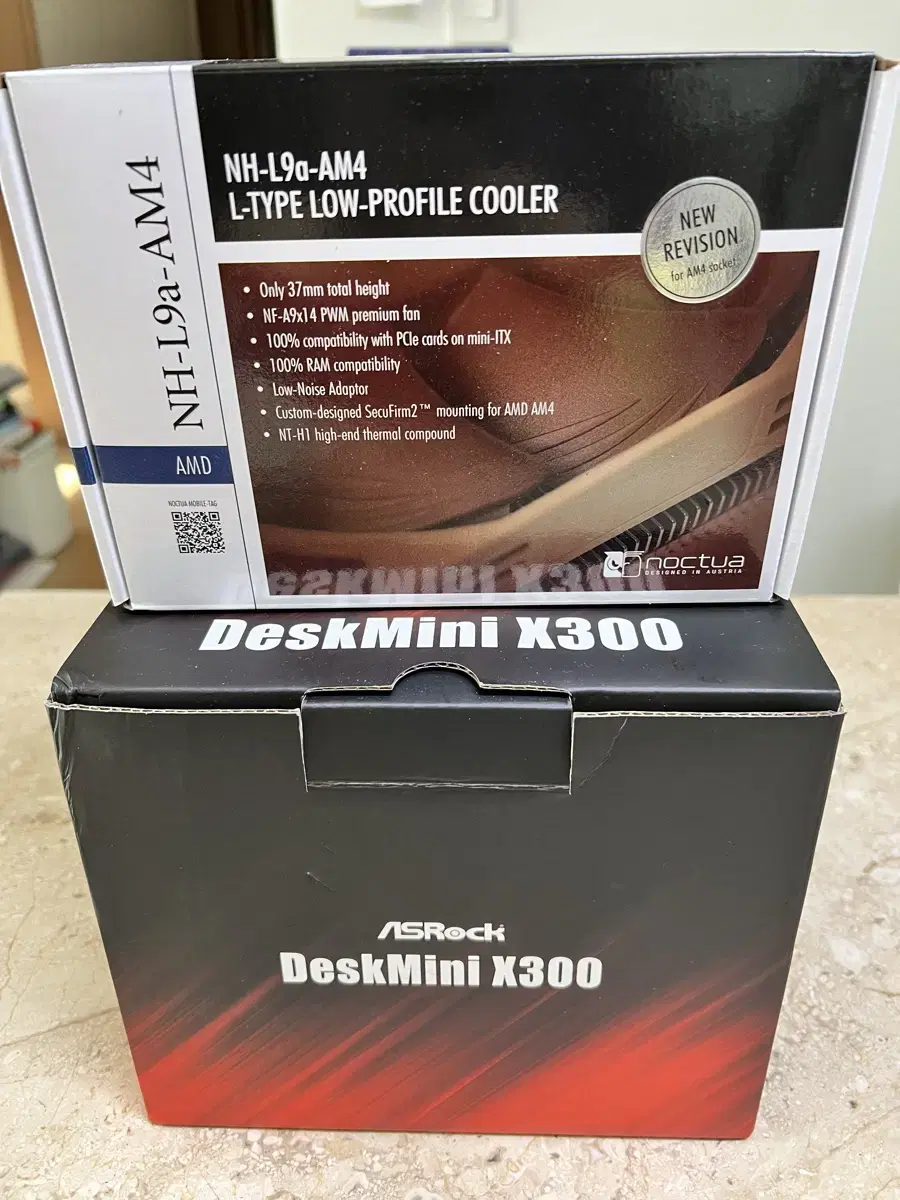 NH-L9a-AM4
AMD
NOCTUA MOBILE-TAG
NH-L9a-AM4
L-TYPE LOW-PROFILE COOLER
NEW
REVISION
for AM4 socket
• Only 37mm total height
• NF-A9x14 PWM premium fan
• 100% compatibility with PCIe cards on mini-ITX
• 100% RAM compatibility
• Low-Noise Adaptor
• Custom-designed SecuFirm2™ mounting for AMD AM4
• NT-H1 high-end thermal compound
noctua
DESIGNED IN AUSTRIA
DeskMini X300
ASRock
DeskMini X300